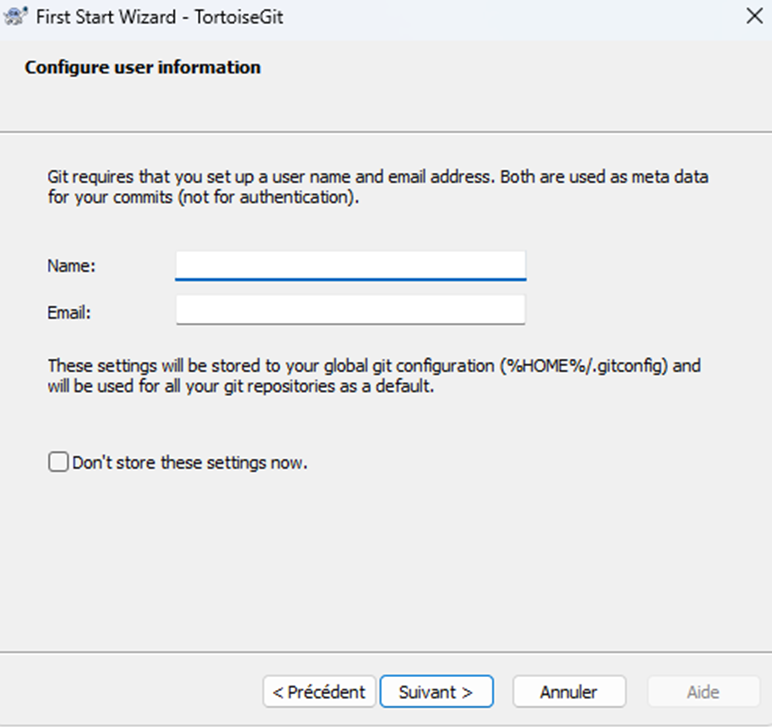 First Start Wizard - TortoiseGit
Configure user information
Git requires that you set up a user name and email address. Both are used as meta data
for your commits (not for authentication).
Name:
Email:
These settings will be stored to your global git configuration (%HOME%/.gitconfig) and
will be used for all your git repositories as a default.
Don't store these settings now.
< Précédent Suivant > Annuler Aide